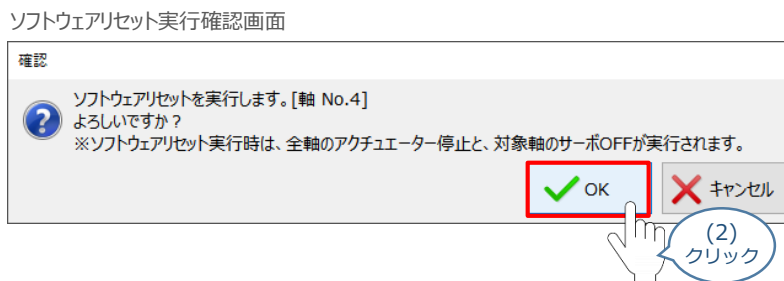 ソフトウェアリセット実行確認画面
確認
ソフトウェアリセットを実行します。[軸 No.4]
よろしいですか？
※ソフトウェアリセット実行時は、全軸のアクチュエーター停止と、対象軸のサーボOFFが実行されます。
OK
キャンセル
(2)
クリック